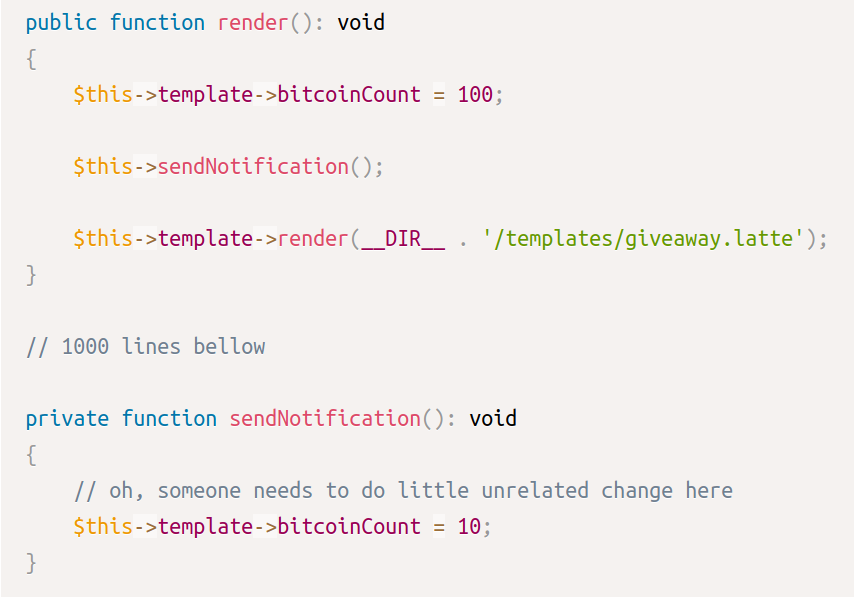 public function render(): void
{
    $this->template->bitcoinCount = 100;
    $this->sendNotification();
    $this->template->render(__DIR__ . '/templates/giveaway.latte');
}
// 1000 lines bellow
private function sendNotification(): void
{
    // oh, someone needs to do little unrelated change here
    $this->template->bitcoinCount = 10;
}